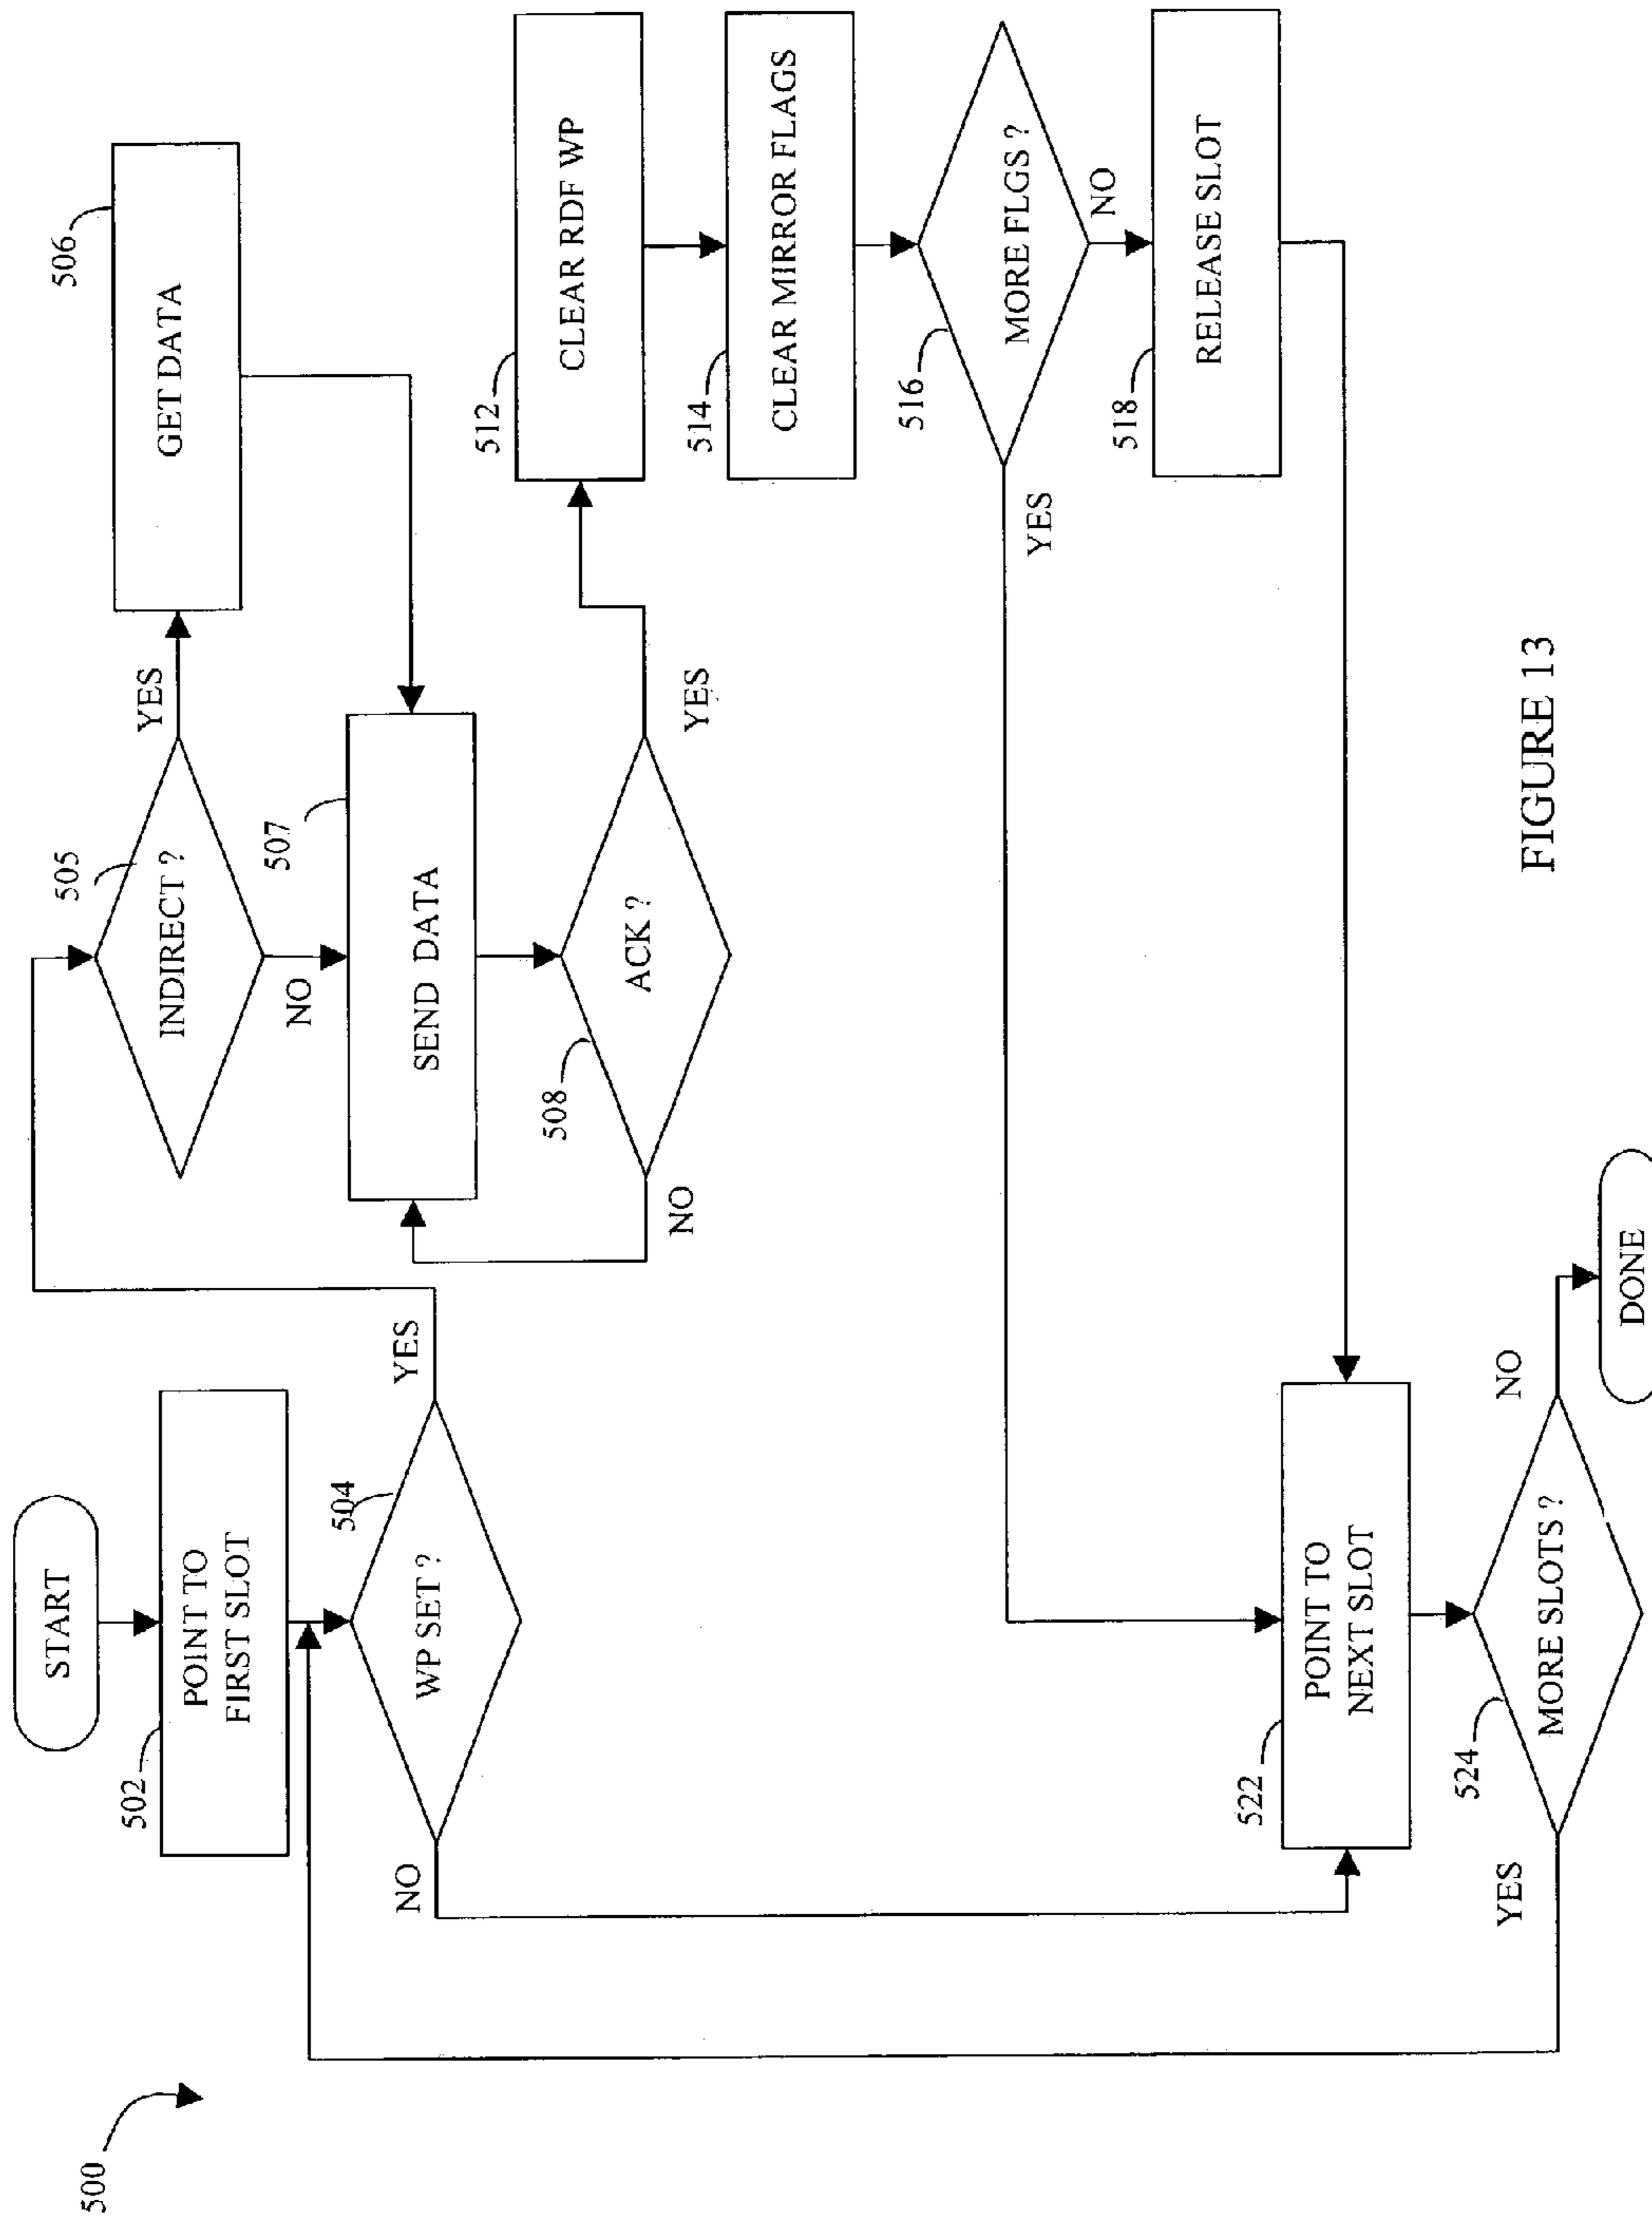 500
START
502
POINT TO
FIRST SLOT
504
WP SET ?
YES
NO
505
INDIRECT ?
YES
NO
506
GET DATA
507
SEND DATA
508
ACK ?
YES
NO
512
CLEAR RDF WP
514
CLEAR MIRROR FLAGS
516
MORE FLGS ?
YES
NO
518
RELEASE SLOT
522
POINT TO
NEXT SLOT
524
MORE SLOTS ?
YES
NO
DONE
FIGURE 13